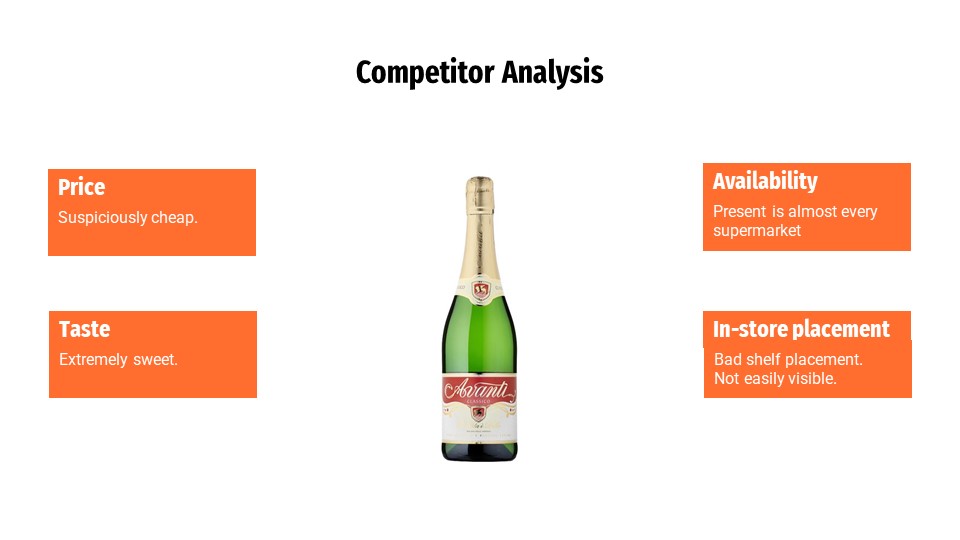 Competitor Analysis
Price
Suspiciously cheap.
Availability
Present is almost every
supermarket
Avanti
CLASSICO
Taste
Extremely sweet.
In-store placement
Bad shelf placement.
Not easily visible.